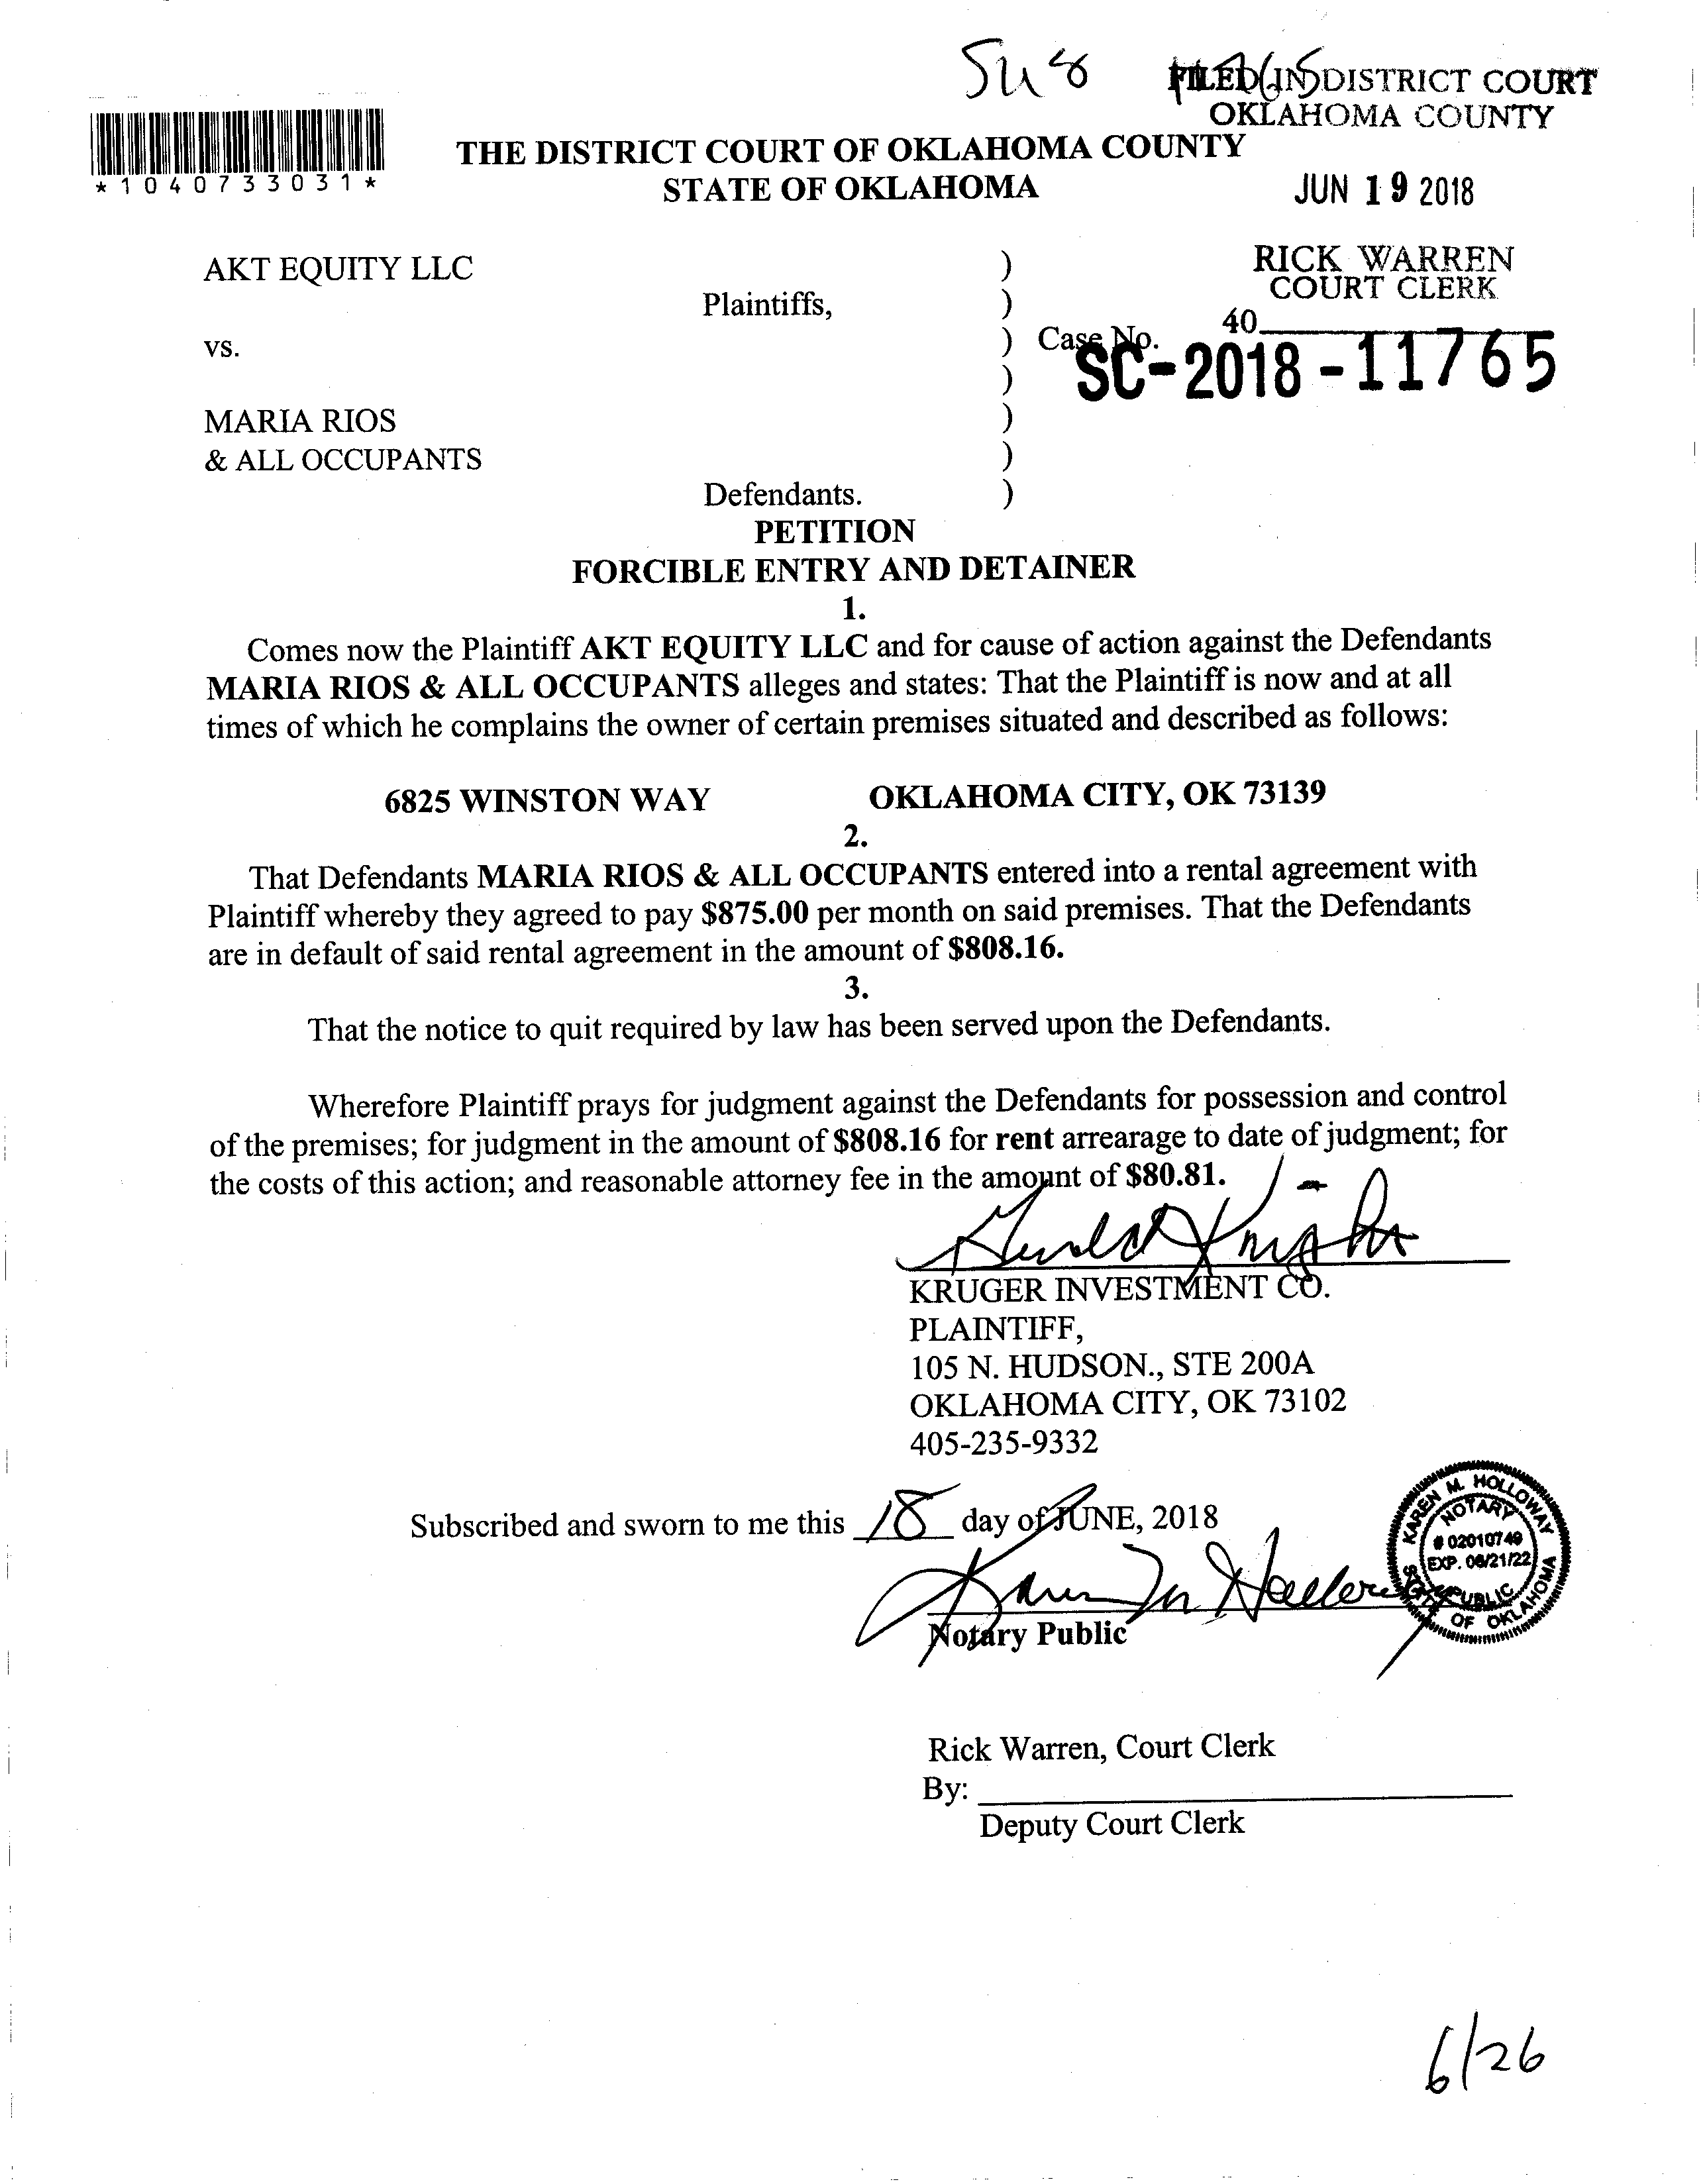 FILED IN DISTRICT COURT
OKLAHOMA COUNTY
*1040733031*
THE DISTRICT COURT OF OKLAHOMA COUNTY
STATE OF OKLAHOMA
JUN 19 2018
RICK WARREN
COURT CLERK
40
AKT EQUITY LLC )
Plaintiffs, )
vs. ) Case No.
SC-2018-11765
)
MARIA RIOS )
& ALL OCCUPANTS )
Defendants. )
PETITION
FORCIBLE ENTRY AND DETAINER
1.
Comes now the Plaintiff AKT EQUITY LLC and for cause of action against the Defendants
MARIA RIOS & ALL OCCUPANTS alleges and states: That the Plaintiff is now and at all
times of which he complains the owner of certain premises situated and described as follows:
6825 WINSTON WAY OKLAHOMA CITY, OK 73139
2.
That Defendants MARIA RIOS & ALL OCCUPANTS entered into a rental agreement with
Plaintiff whereby they agreed to pay $875.00 per month on said premises. That the Defendants
are in default of said rental agreement in the amount of $808.16.
3.
That the notice to quit required by law has been served upon the Defendants.
Wherefore Plaintiff prays for judgment against the Defendants for possession and control
of the premises; for judgment in the amount of $808.16 for rent arrearage to date of judgment; for
the costs of this action; and reasonable attorney fee in the amount of $80.81.
KRUGER INVESTMENT CO.
PLAINTIFF,
105 N. HUDSON., STE 200A
OKLAHOMA CITY, OK 73102
405-235-9332
Subscribed and sworn to me this 18 day of JUNE, 2018
Karen M Holloway
Notary Public
KAREN M. HOLLOWAY
NOTARY
# 02010749
EXP. 06/21/22
PUBLIC
STATE OF OKLAHOMA
Rick Warren, Court Clerk
By:
Deputy Court Clerk
6/26